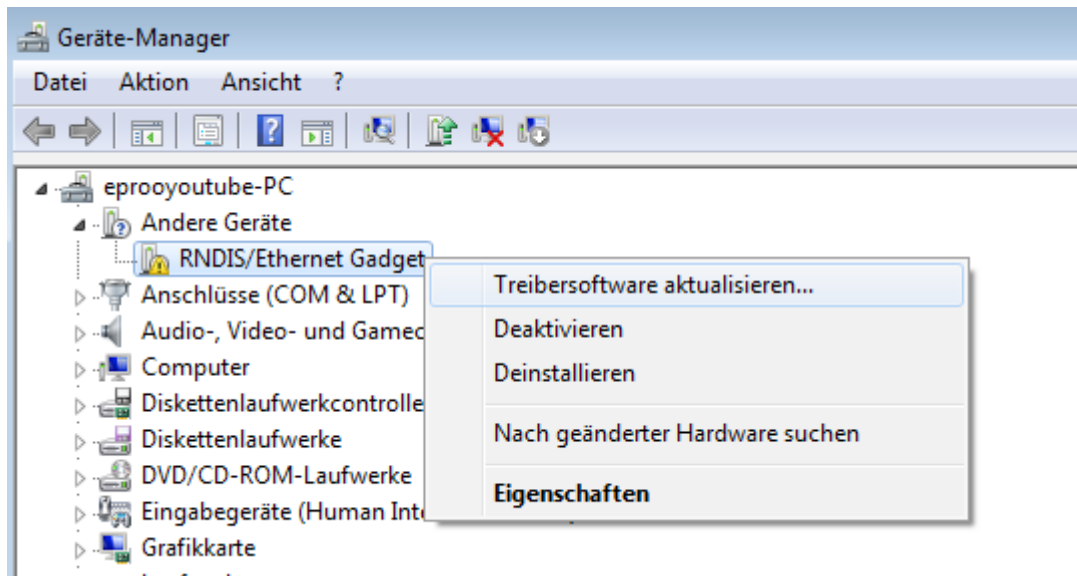 Geräte-Manager
Datei Aktion Ansicht ?
eprooyoutube-PC
Andere Geräte
RNDIS/Ethernet Gadget
Anschlüsse (COM & LPT)
Audio-, Video- und Gamec
Computer
Diskettenlaufwerkcontrolle
Diskettenlaufwerke
DVD/CD-ROM-Laufwerke
Eingabegeräte (Human Int
Grafikkarte
Treibersoftware aktualisieren...
Deaktivieren
Deinstallieren
Nach geänderter Hardware suchen
Eigenschaften